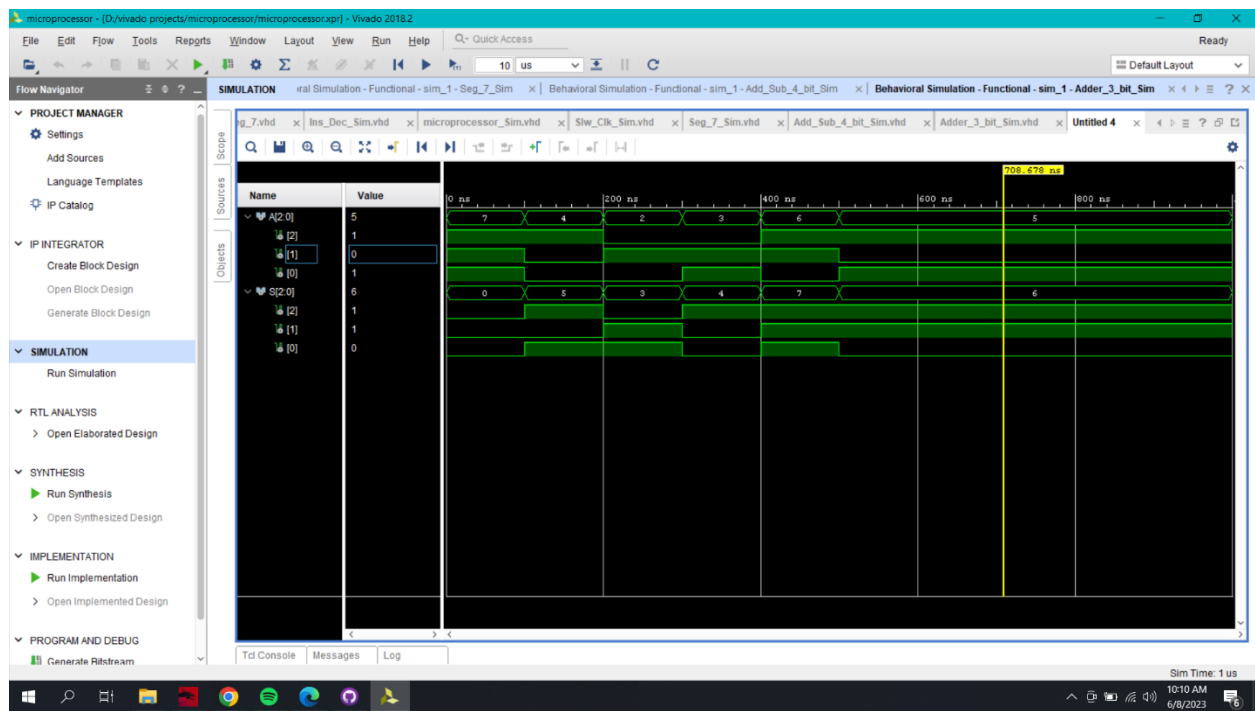 microprocessor - [D:/vivado projects/microprocessor/microprocessor.xpr] - Vivado 2018.2
File Edit Flow Tools Reports Window Layout View Run Help Q- Quick Access Ready
10 us Default Layout
Flow Navigator
SIMULATION Behavioral Simulation - Functional - sim_1 - Adder_3_bit_Sim
ral Simulation - Functional - sim_1 - Seg_7_Sim
Behavioral Simulation - Functional - sim_1 - Add_Sub_4_bit_Sim
g_7.vhd Ins_Dec_Sim.vhd microprocessor_Sim.vhd Slw_Clk_Sim.vhd Seg_7_Sim.vhd Add_Sub_4_bit_Sim.vhd Adder_3_bit_Sim.vhd Untitled 4
PROJECT MANAGER
Settings
Add Sources
Language Templates
IP Catalog
IP INTEGRATOR
Create Block Design
Open Block Design
Generate Block Design
SIMULATION
Run Simulation
RTL ANALYSIS
Open Elaborated Design
SYNTHESIS
Run Synthesis
Open Synthesized Design
IMPLEMENTATION
Run Implementation
Open Implemented Design
PROGRAM AND DEBUG
Generate Bitstream
Scope
Sources
Objects
708.678 ns
Name Value
0 ns 200 ns 400 ns 600 ns 800 ns
A[2:0] 5 7 4 2 3 6 5
[2] 1
[1] 0
[0] 1
S[2:0] 6 0 5 3 4 7 6
[2] 1
[1] 1
[0] 0
Tcl Console Messages Log
Sim Time: 1 us
10:10 AM
6/8/2023
6